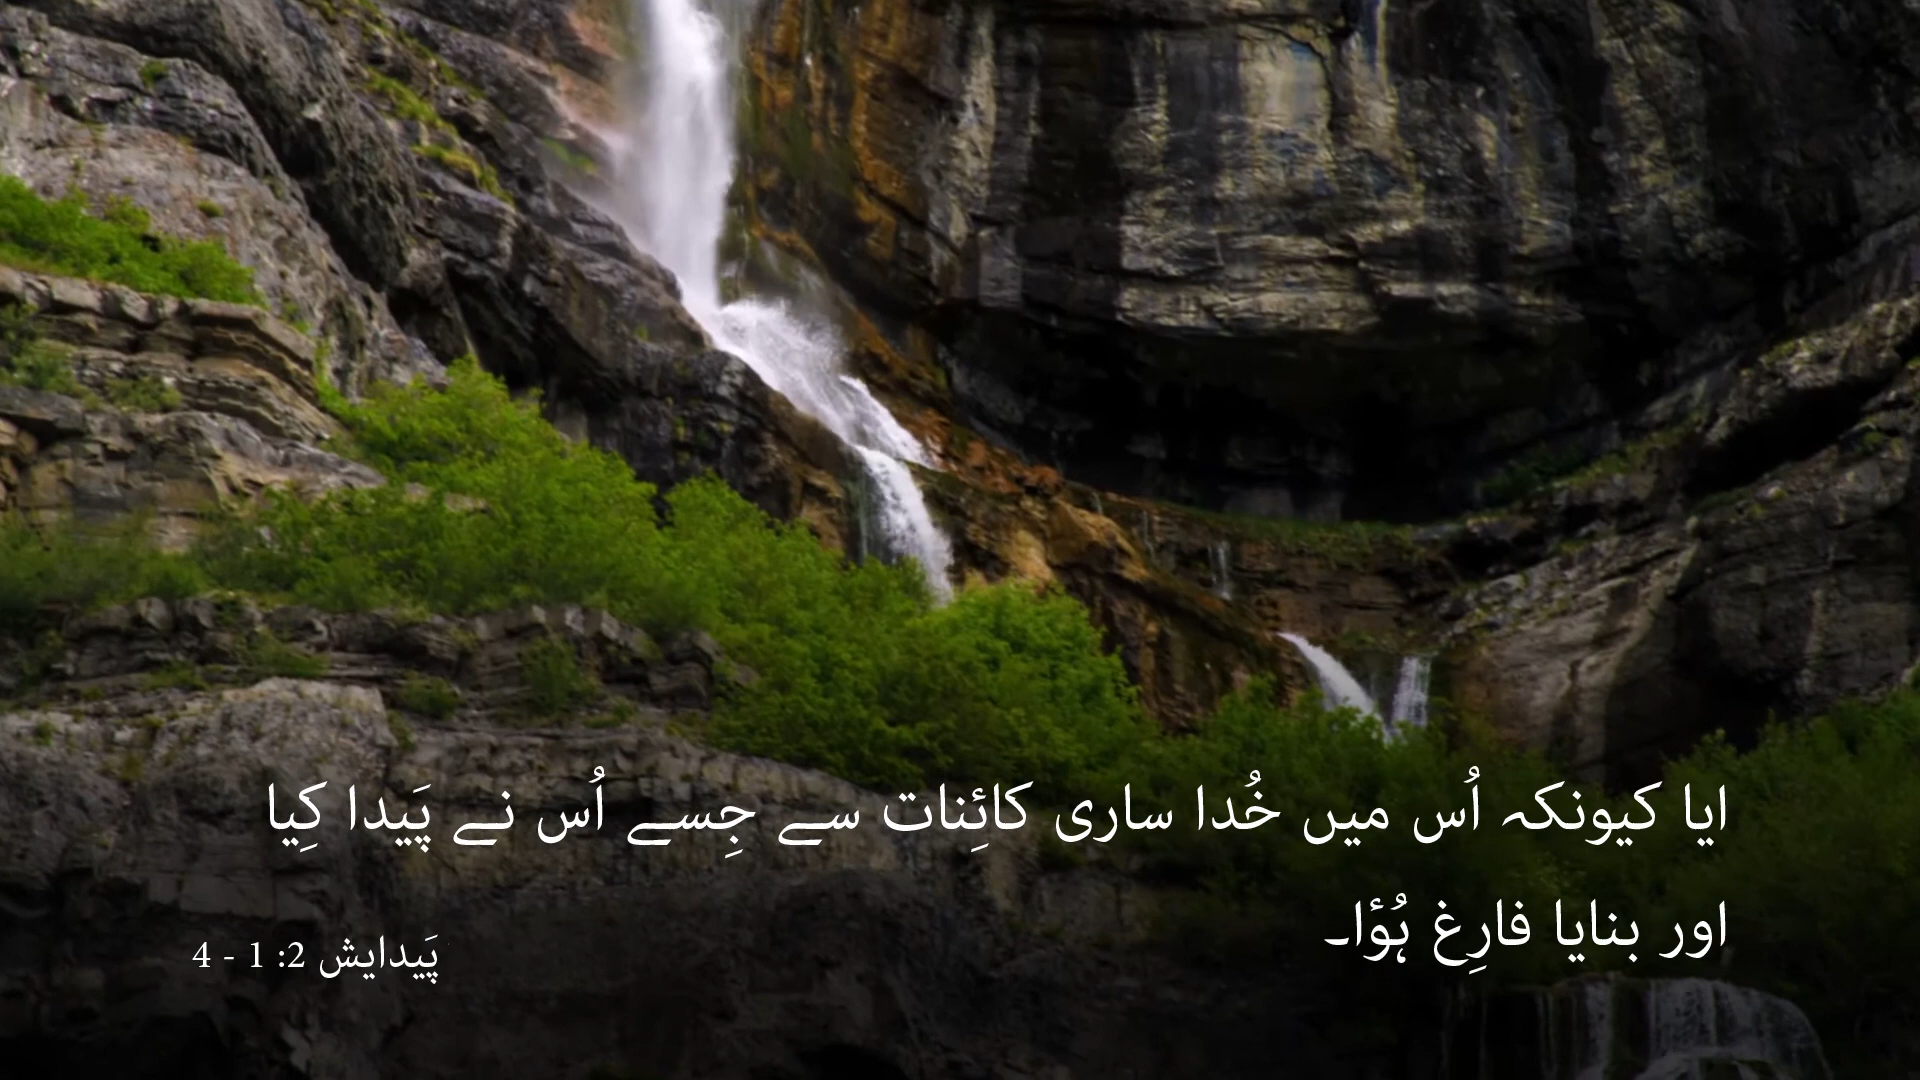 ایا کیونکہ اُس میں خُدا ساری کائِنات سے جِسے اُس نے پَیدا کِیا
اور بنایا فارِغ ہُؤا۔
پَیدایش 2: 1 - 4